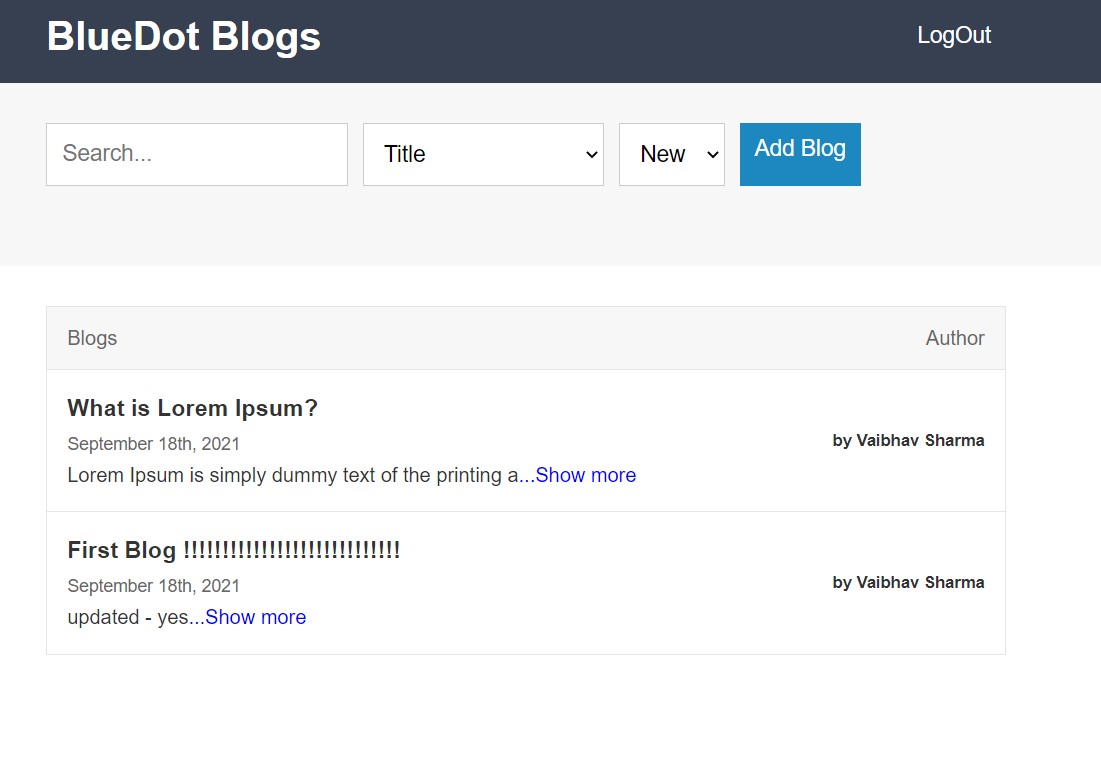 BlueDot Blogs
LogOut
Search...
Title
New
Add Blog
Blogs
Author
What is Lorem Ipsum?
September 18th, 2021
by Vaibhav Sharma
Lorem Ipsum is simply dummy text of the printing a...Show more
First Blog !!!!!!!!!!!!!!!!!!!!!!!!!!!!
September 18th, 2021
by Vaibhav Sharma
updated - yes...Show more